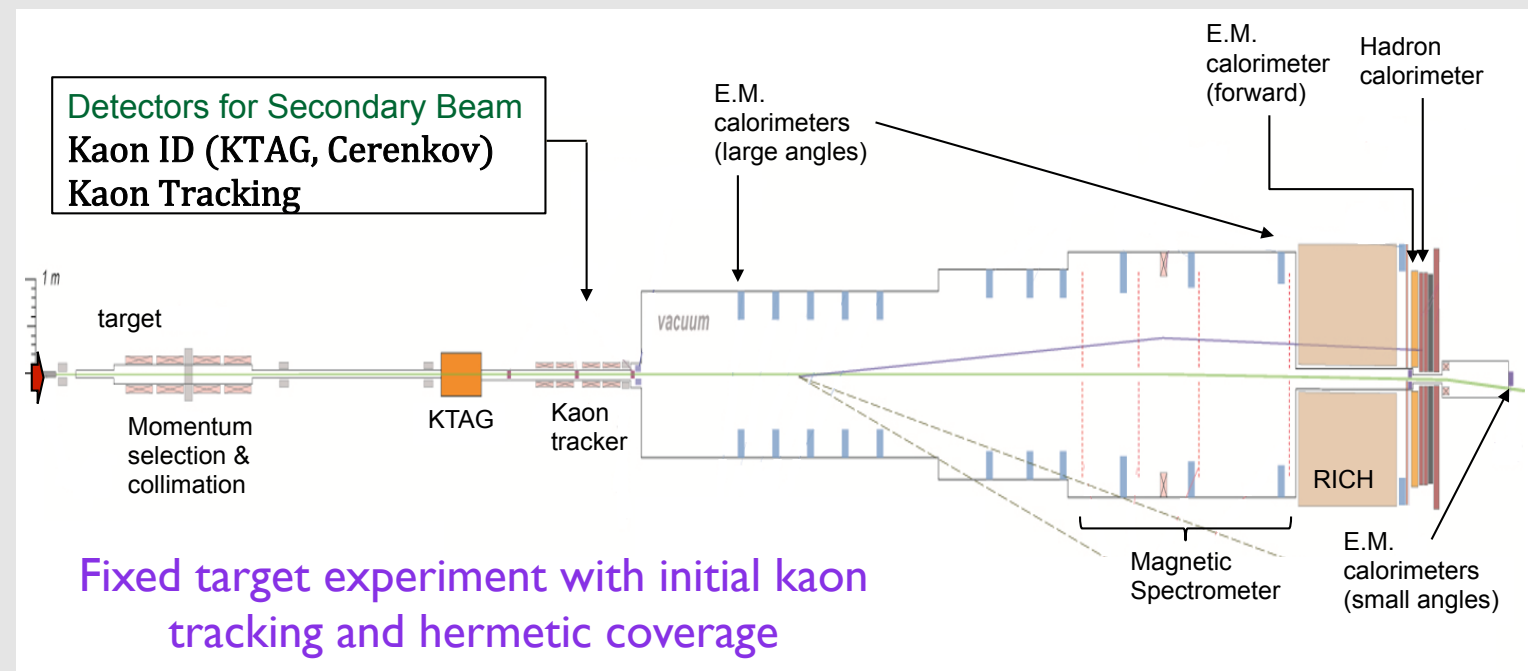 E.M.
calorimeter
(forward)
Hadron
calorimeter
Detectors for Secondary Beam
Kaon ID (KTAG, Cerenkov)
Kaon Tracking
E.M.
calorimeters
(large angles)
1 m
target
vacuum
Momentum
selection &
collimation
KTAG
Kaon
tracker
RICH
Magnetic
Spectrometer
E.M.
calorimeters
(small angles)
Fixed target experiment with initial kaon
tracking and hermetic coverage